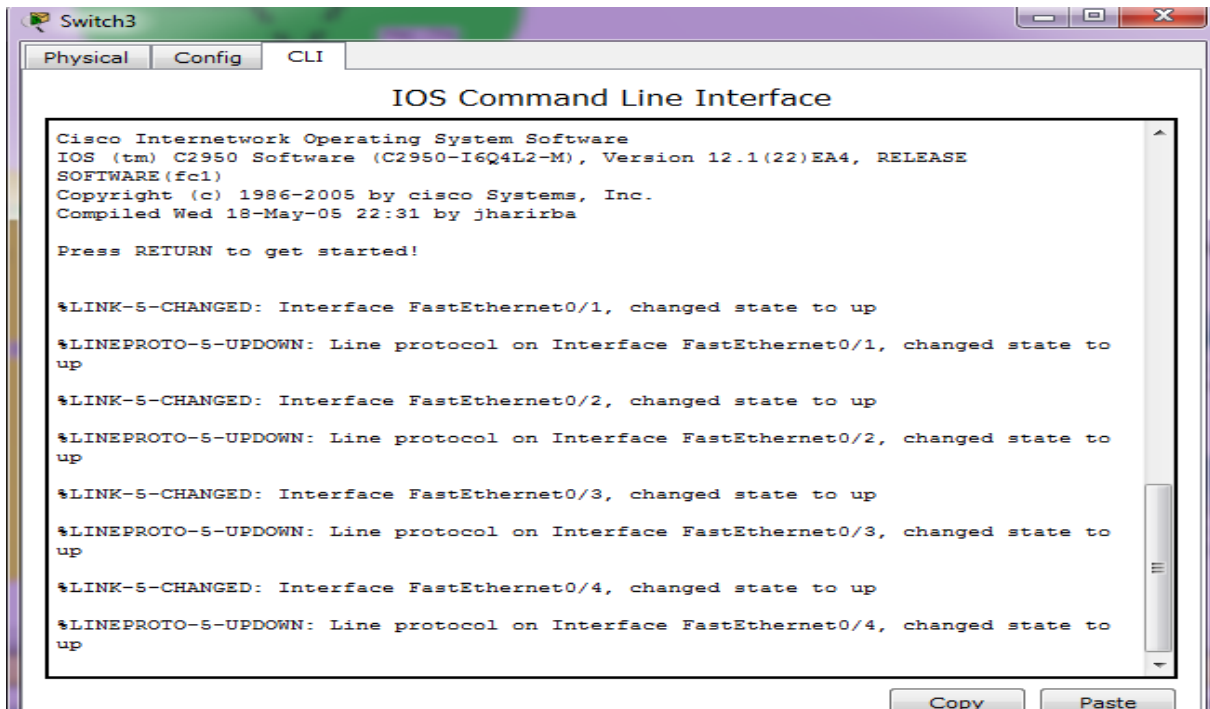 Switch3
Physical Config CLI
IOS Command Line Interface
Cisco Internetwork Operating System Software
IOS (tm) C2950 Software (C2950-I6Q4L2-M), Version 12.1(22)EA4, RELEASE
SOFTWARE(fc1)
Copyright (c) 1986-2005 by cisco Systems, Inc.
Compiled Wed 18-May-05 22:31 by jharirba
Press RETURN to get started!
%LINK-5-CHANGED: Interface FastEthernet0/1, changed state to up
%LINEPROTO-5-UPDOWN: Line protocol on Interface FastEthernet0/1, changed state to
up
%LINK-5-CHANGED: Interface FastEthernet0/2, changed state to up
%LINEPROTO-5-UPDOWN: Line protocol on Interface FastEthernet0/2, changed state to
up
%LINK-5-CHANGED: Interface FastEthernet0/3, changed state to up
%LINEPROTO-5-UPDOWN: Line protocol on Interface FastEthernet0/3, changed state to
up
%LINK-5-CHANGED: Interface FastEthernet0/4, changed state to up
%LINEPROTO-5-UPDOWN: Line protocol on Interface FastEthernet0/4, changed state to
up
Copy Paste